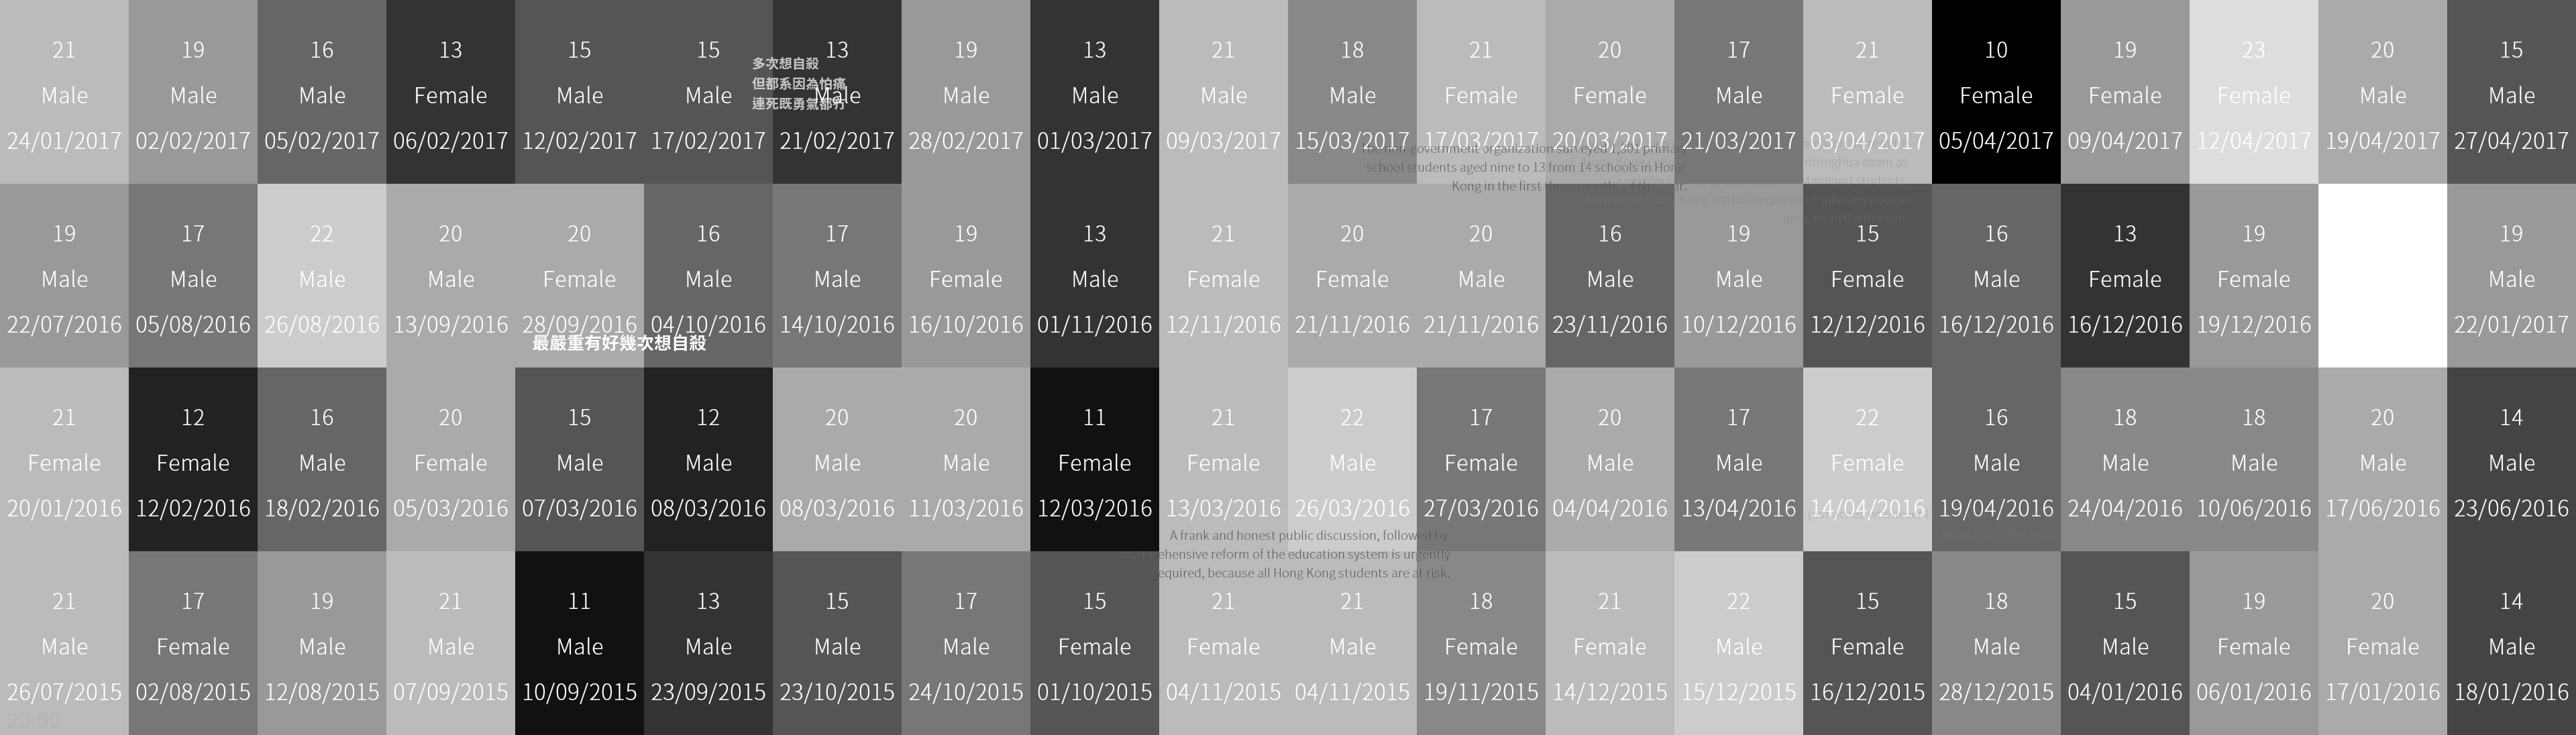 21 19 16 13 15 15 13 19 13 21 18 21 20 17 21 10 19 23 20 15
多次想自殺
但都系因為怕痛
連死既勇氣都冇
Male Male Male Female Male Male Male Male Male Male Male Female Female Male Female Female Female Female Male Male
24/01/2017 02/02/2017 05/02/2017 06/02/2017 12/02/2017 17/02/2017 21/02/2017 28/02/2017 01/03/2017 09/03/2017 15/03/2017 17/03/2017 20/03/2017 21/03/2017 03/04/2017 05/04/2017 09/04/2017 12/04/2017 19/04/2017 27/04/2017
The non-government organization surveyed 1,301 primary
school students aged nine to 13 from 14 schools in Hong
Kong in the first three months of the year.
utonghua exam as
Mainland students
Kong are not required to take any course
or exam in Cantonese.
19 17 22 20 20 16 17 19 13 21 20 20 16 19 15 16 13 19 19
Male Male Male Male Female Male Male Female Male Female Female Male Male Male Female Male Female Female Male
22/07/2016 05/08/2016 26/08/2016 13/09/2016 28/09/2016 04/10/2016 14/10/2016 16/10/2016 01/11/2016 12/11/2016 21/11/2016 21/11/2016 23/11/2016 10/12/2016 12/12/2016 16/12/2016 16/12/2016 19/12/2016 22/01/2017
最嚴重有好幾次想自殺
21 12 16 20 15 12 20 20 11 21 22 17 20 17 22 16 18 18 20 14
Female Female Male Female Male Male Male Male Female Female Male Female Male Male Female Male Male Male Male Male
20/01/2016 12/02/2016 18/02/2016 05/03/2016 07/03/2016 08/03/2016 08/03/2016 11/03/2016 12/03/2016 13/03/2016 26/03/2016 27/03/2016 04/04/2016 13/04/2016 14/04/2016 19/04/2016 24/04/2016 10/06/2016 17/06/2016 23/06/2016
A frank and honest public discussion, followed by
ehensive reform of the education system is urgently
equired, because all Hong Kong students are at risk.
21 17 19 21 11 13 15 17 15 21 21 18 21 22 15 18 15 19 20 14
Male Female Male Male Male Male Male Male Female Female Male Female Female Male Female Male Male Female Female Male
26/07/2015 02/08/2015 12/08/2015 07/09/2015 10/09/2015 23/09/2015 23/10/2015 24/10/2015 01/10/2015 04/11/2015 04/11/2015 19/11/2015 14/12/2015 15/12/2015 16/12/2015 28/12/2015 04/01/2016 06/01/2016 17/01/2016 18/01/2016
20:00